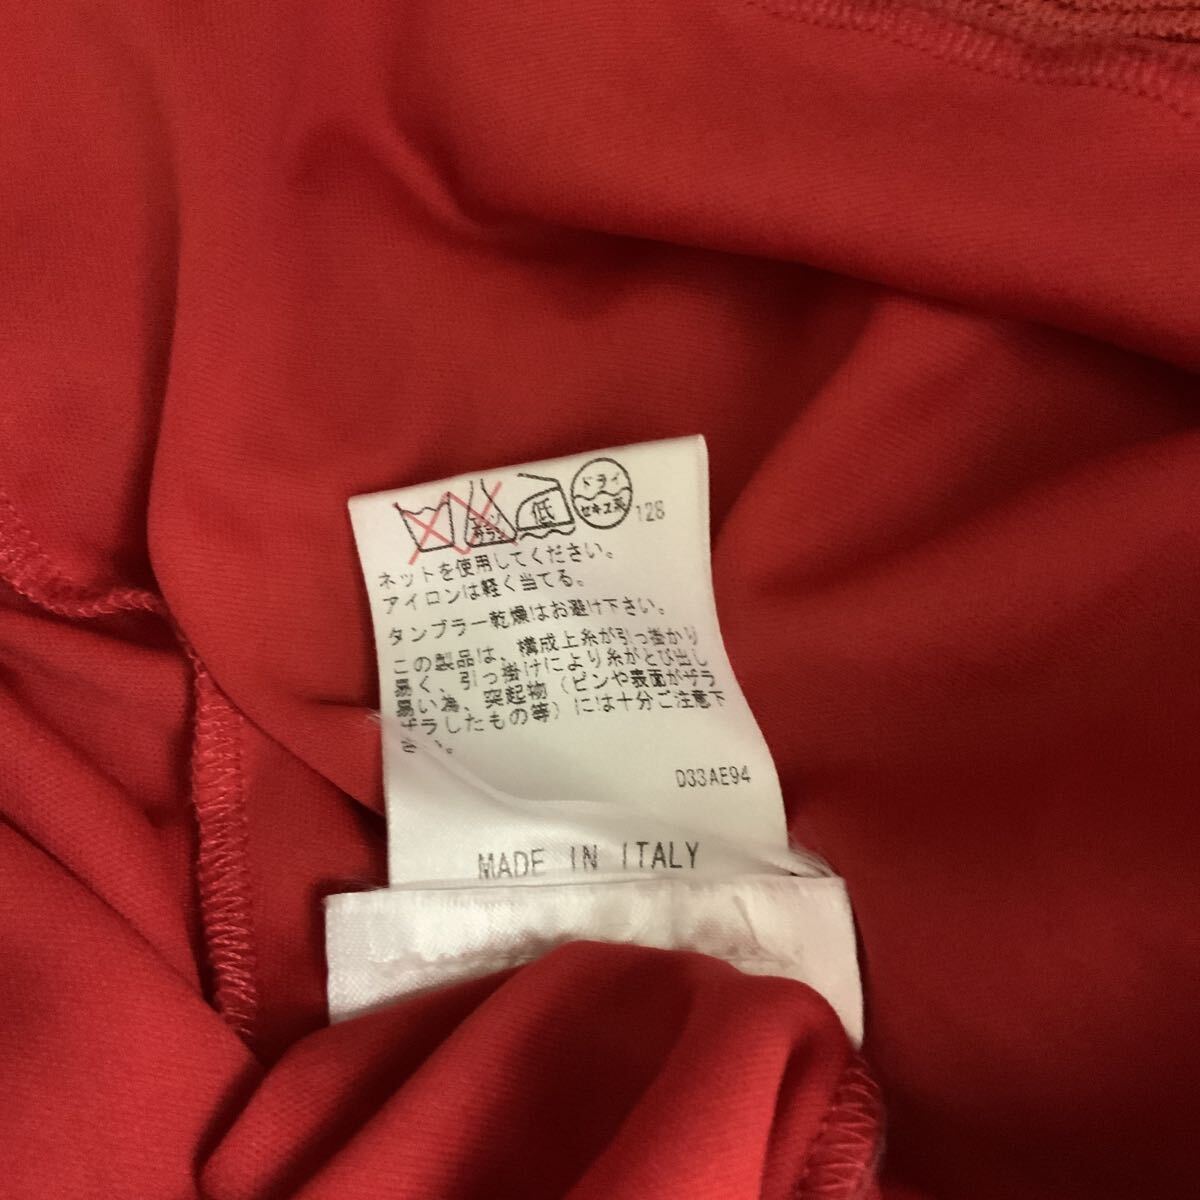 低 ドライ
セキユ系 128
ネットを使用してください。
アイロンは軽く当てる。
タンブラー乾燥はお避け下さい。
この製品は、構成上糸が引っ掛かり
易く、引っ掛けにより糸がとび出し
易い為、突起物（ピンや表面がザラ
ザラしたもの等）には十分ご注意下
さい。
D33AE94
MADE IN ITALY